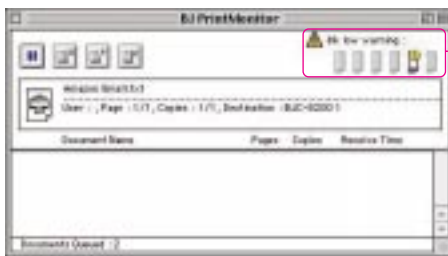 BJ PrintMonitor
Ink low warning :
User : , Page : 1/1, Copies : 1/1, Destination : BJC-8200 1
Document Name Pages Copies Receive Time
Documents Queued : 2